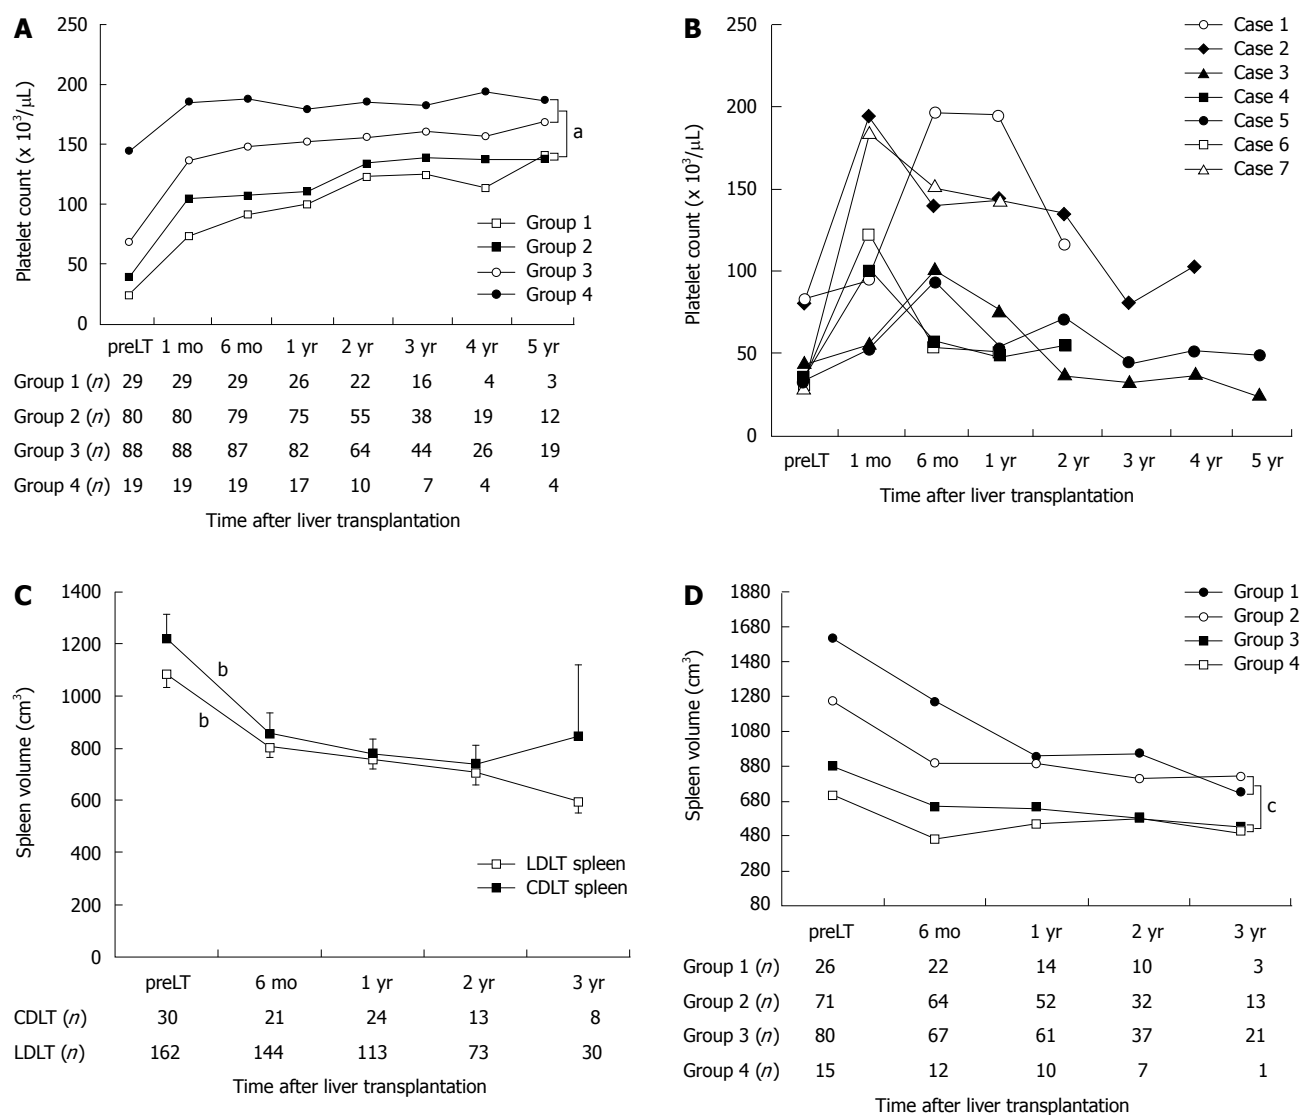 A
Platelet count (x 10³/μL)
250
200
150
100
50
0
a
Group 1
Group 2
Group 3
Group 4
preLT 1 mo 6 mo 1 yr 2 yr 3 yr 4 yr 5 yr
Group 1 (n) 29 29 29 26 22 16 4 3
Group 2 (n) 80 80 79 75 55 38 19 12
Group 3 (n) 88 88 87 82 64 44 26 19
Group 4 (n) 19 19 19 17 10 7 4 4
Time after liver transplantation
B
Platelet count (x 10³/μL)
250
200
150
100
50
0
Case 1
Case 2
Case 3
Case 4
Case 5
Case 6
Case 7
preLT 1 mo 6 mo 1 yr 2 yr 3 yr 4 yr 5 yr
Time after liver transplantation
C
Spleen volume (cm³)
1400
1200
1000
800
600
400
200
0
b
b
LDLT spleen
CDLT spleen
preLT 6 mo 1 yr 2 yr 3 yr
CDLT (n) 30 21 24 13 8
LDLT (n) 162 144 113 73 30
Time after liver transplantation
D
Spleen volume (cm³)
1880
1680
1480
1280
1080
880
680
480
280
80
Group 1
Group 2
Group 3
Group 4
c
preLT 6 mo 1 yr 2 yr 3 yr
Group 1 (n) 26 22 14 10 3
Group 2 (n) 71 64 52 32 13
Group 3 (n) 80 67 61 37 21
Group 4 (n) 15 12 10 7 1
Time after liver transplantation